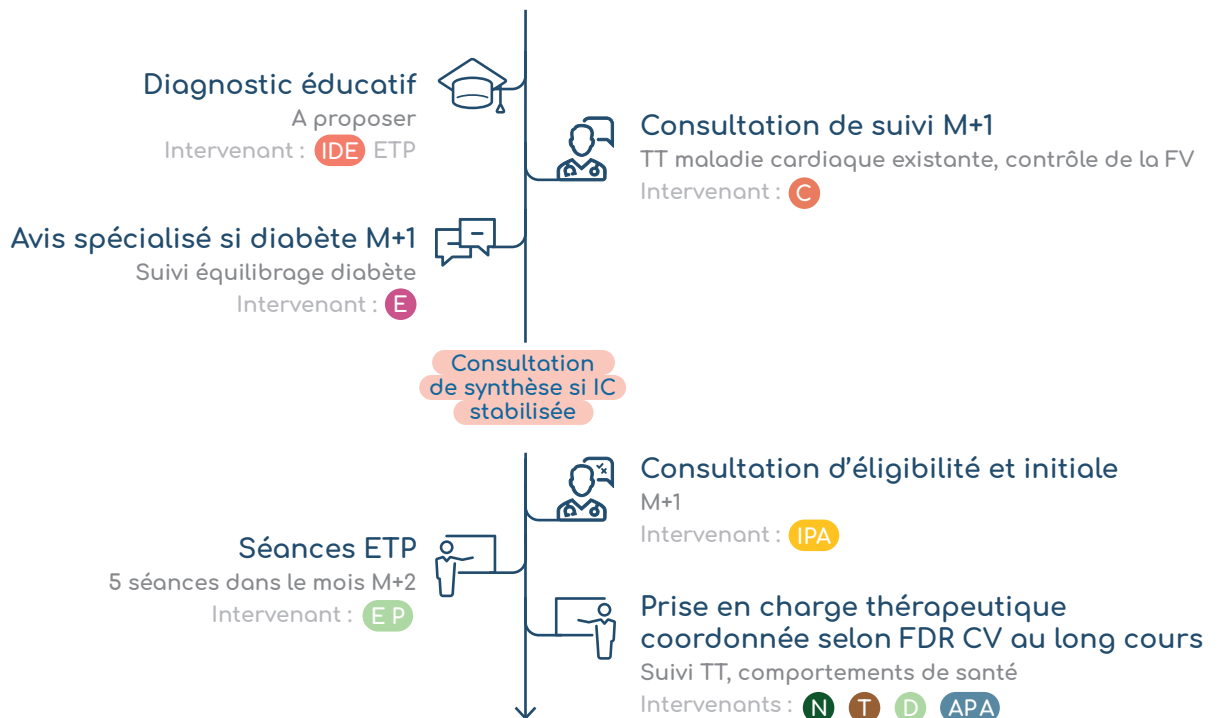 Diagnostic éducatif
A proposer
Intervenant : IDE ETP
Consultation de suivi M+1
TT maladie cardiaque existante, contrôle de la FV
Intervenant : C
Avis spécialisé si diabète M+1
Suivi équilibrage diabète
Intervenant : E
Consultation
de synthèse si IC
stabilisée
Consultation d'éligibilité et initiale
M+1
Intervenant : IPA
Séances ETP
5 séances dans le mois M+2
Intervenant : E P
Prise en charge thérapeutique
coordonnée selon FDR CV au long cours
Suivi TT, comportements de santé
Intervenants : N T D APA